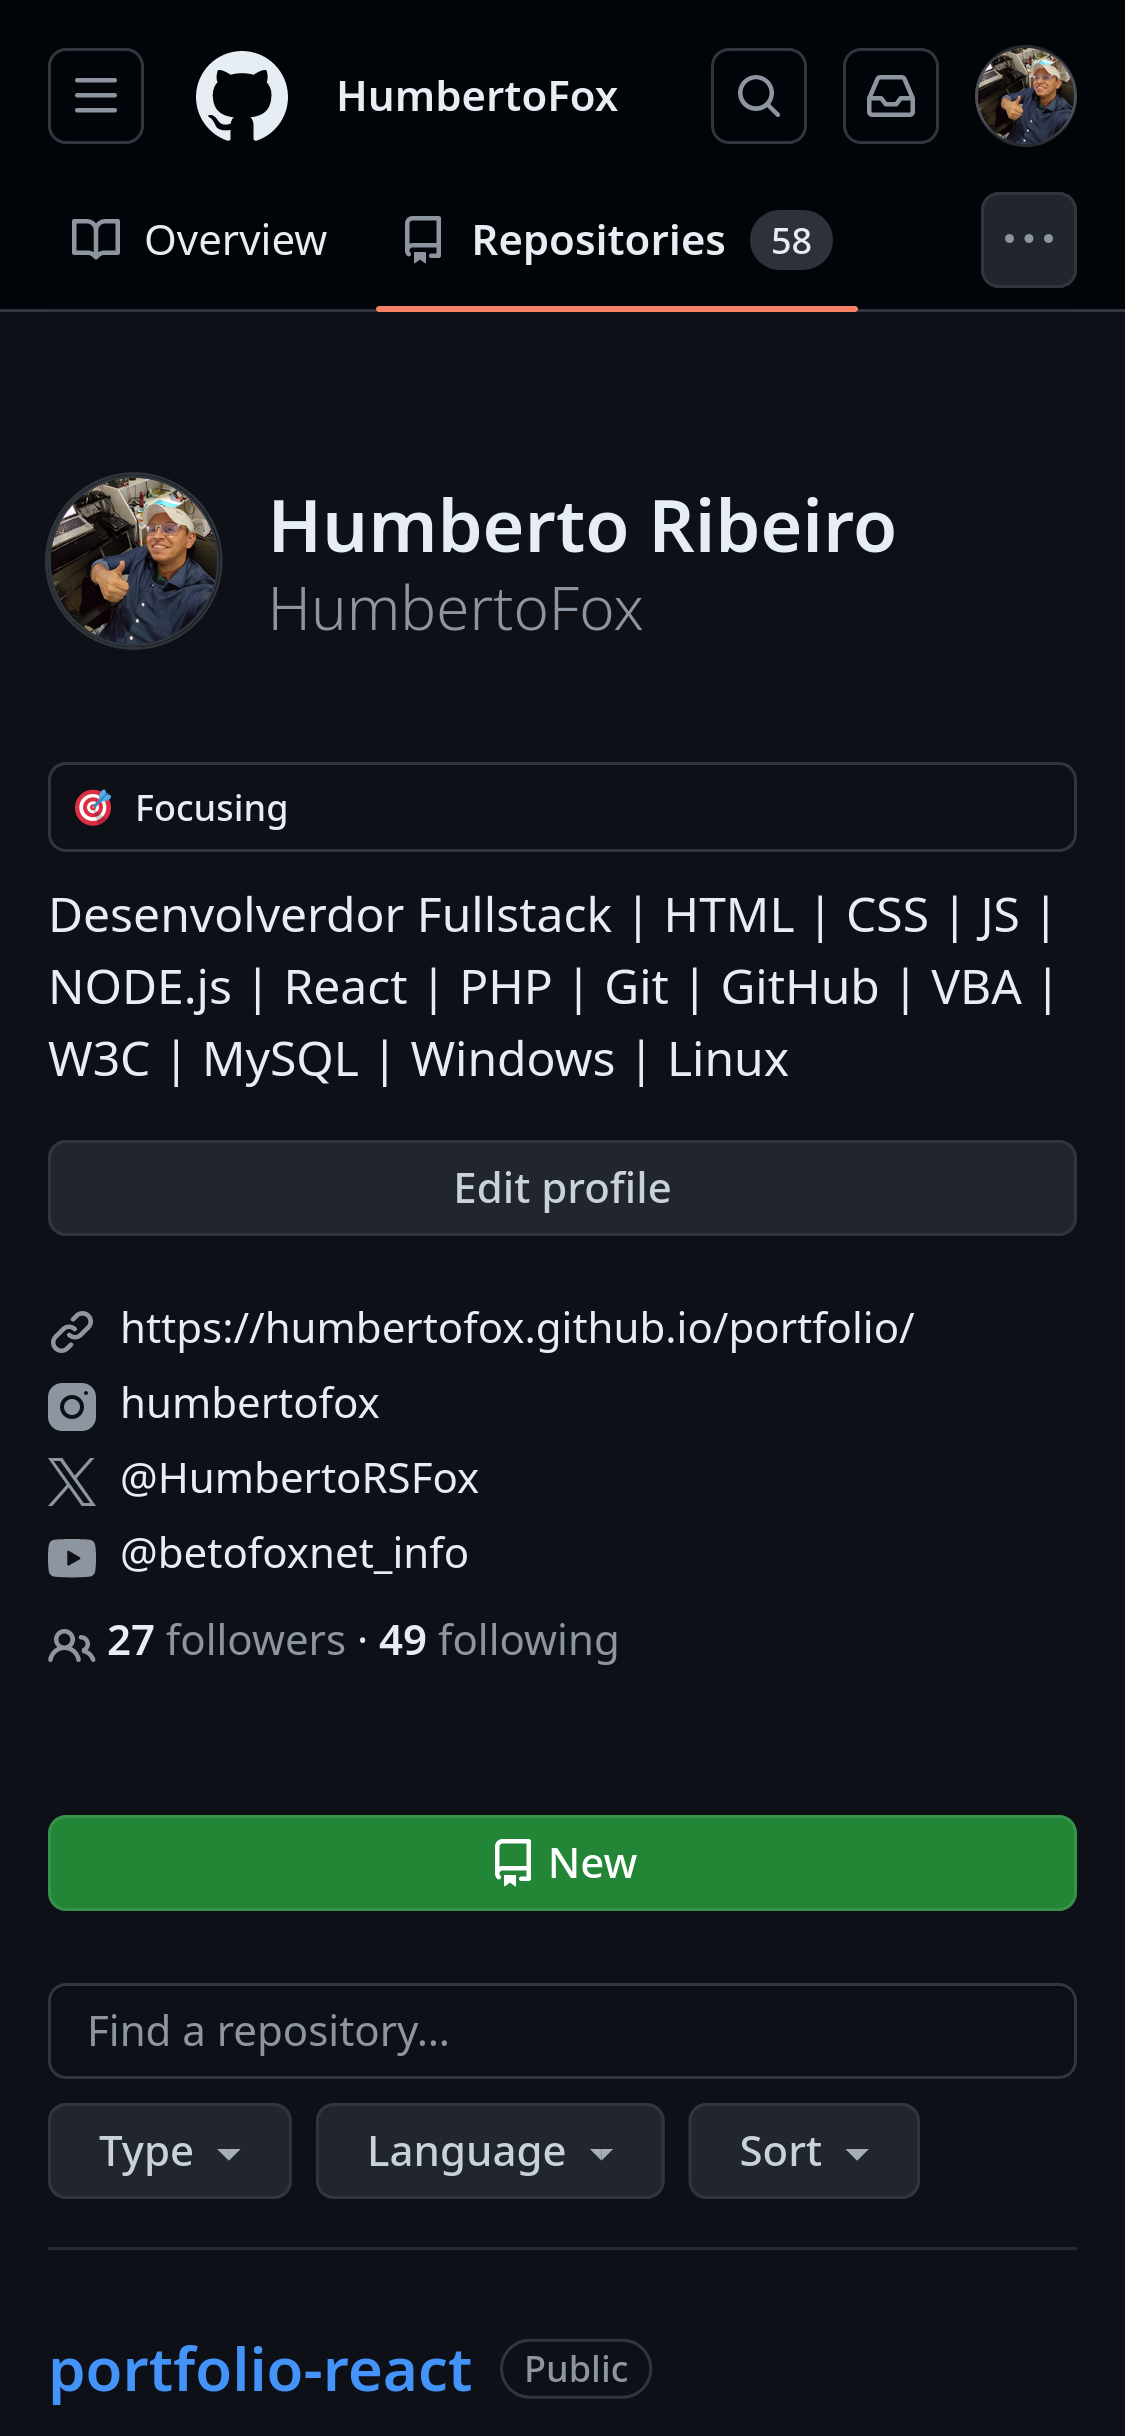 HumbertoFox
Overview Repositories 58
Humberto Ribeiro
HumbertoFox
🎯 Focusing
Desenvolverdor Fullstack | HTML | CSS | JS |
NODE.js | React | PHP | Git | GitHub | VBA |
W3C | MySQL | Windows | Linux
Edit profile
https://humbertofox.github.io/portfolio/
humbertofox
@HumbertoRSFox
@betofoxnet_info
27 followers · 49 following
New
Find a repository...
Type Language Sort
portfolio-react Public